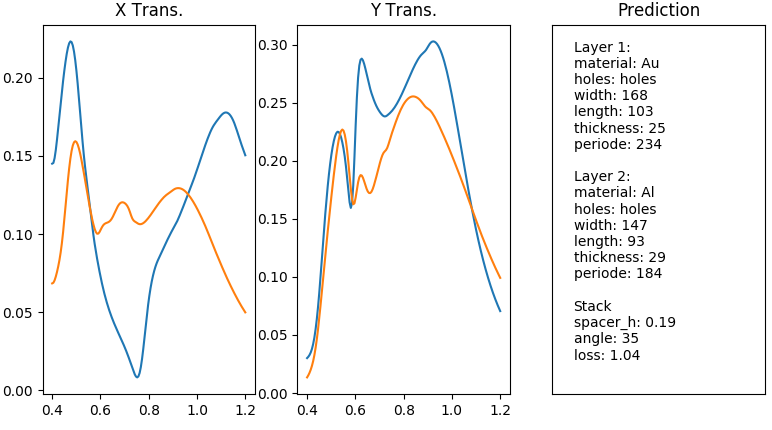 X Trans.
0.20
0.15
0.10
0.05
0.00
0.4 0.6 0.8 1.0 1.2
Y Trans.
0.30
0.25
0.20
0.15
0.10
0.05
0.00
0.4 0.6 0.8 1.0 1.2
Prediction
Layer 1:
material: Au
holes: holes
width: 168
length: 103
thickness: 25
periode: 234
Layer 2:
material: Al
holes: holes
width: 147
length: 93
thickness: 29
periode: 184
Stack
spacer_h: 0.19
angle: 35
loss: 1.04